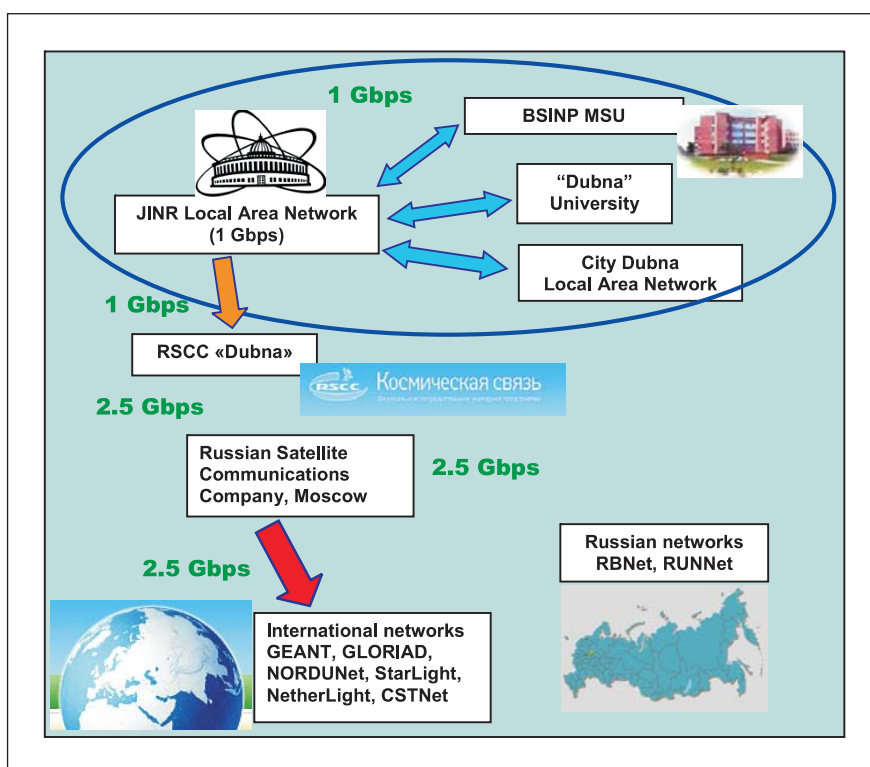 1 Gbps
BSINP MSU
“Dubna”
University
JINR Local Area Network
(1 Gbps)
City Dubna
Local Area Network
1 Gbps
RSCC «Dubna»
RSCC
Космическая связь
2.5 Gbps
Russian Satellite
Communications
Company, Moscow
2.5 Gbps
Russian networks
RBNet, RUNNet
2.5 Gbps
International networks
GEANT, GLORIAD,
NORDUNet, StarLight,
NetherLight, CSTNet